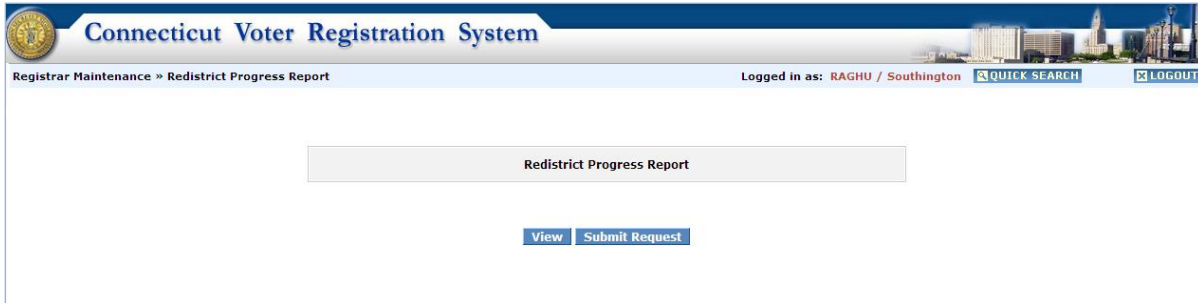 Connecticut Voter Registration System
Registrar Maintenance » Redistrict Progress Report Logged in as: RAGHU / Southington QUICK SEARCH LOGOUT
Redistrict Progress Report
View Submit Request